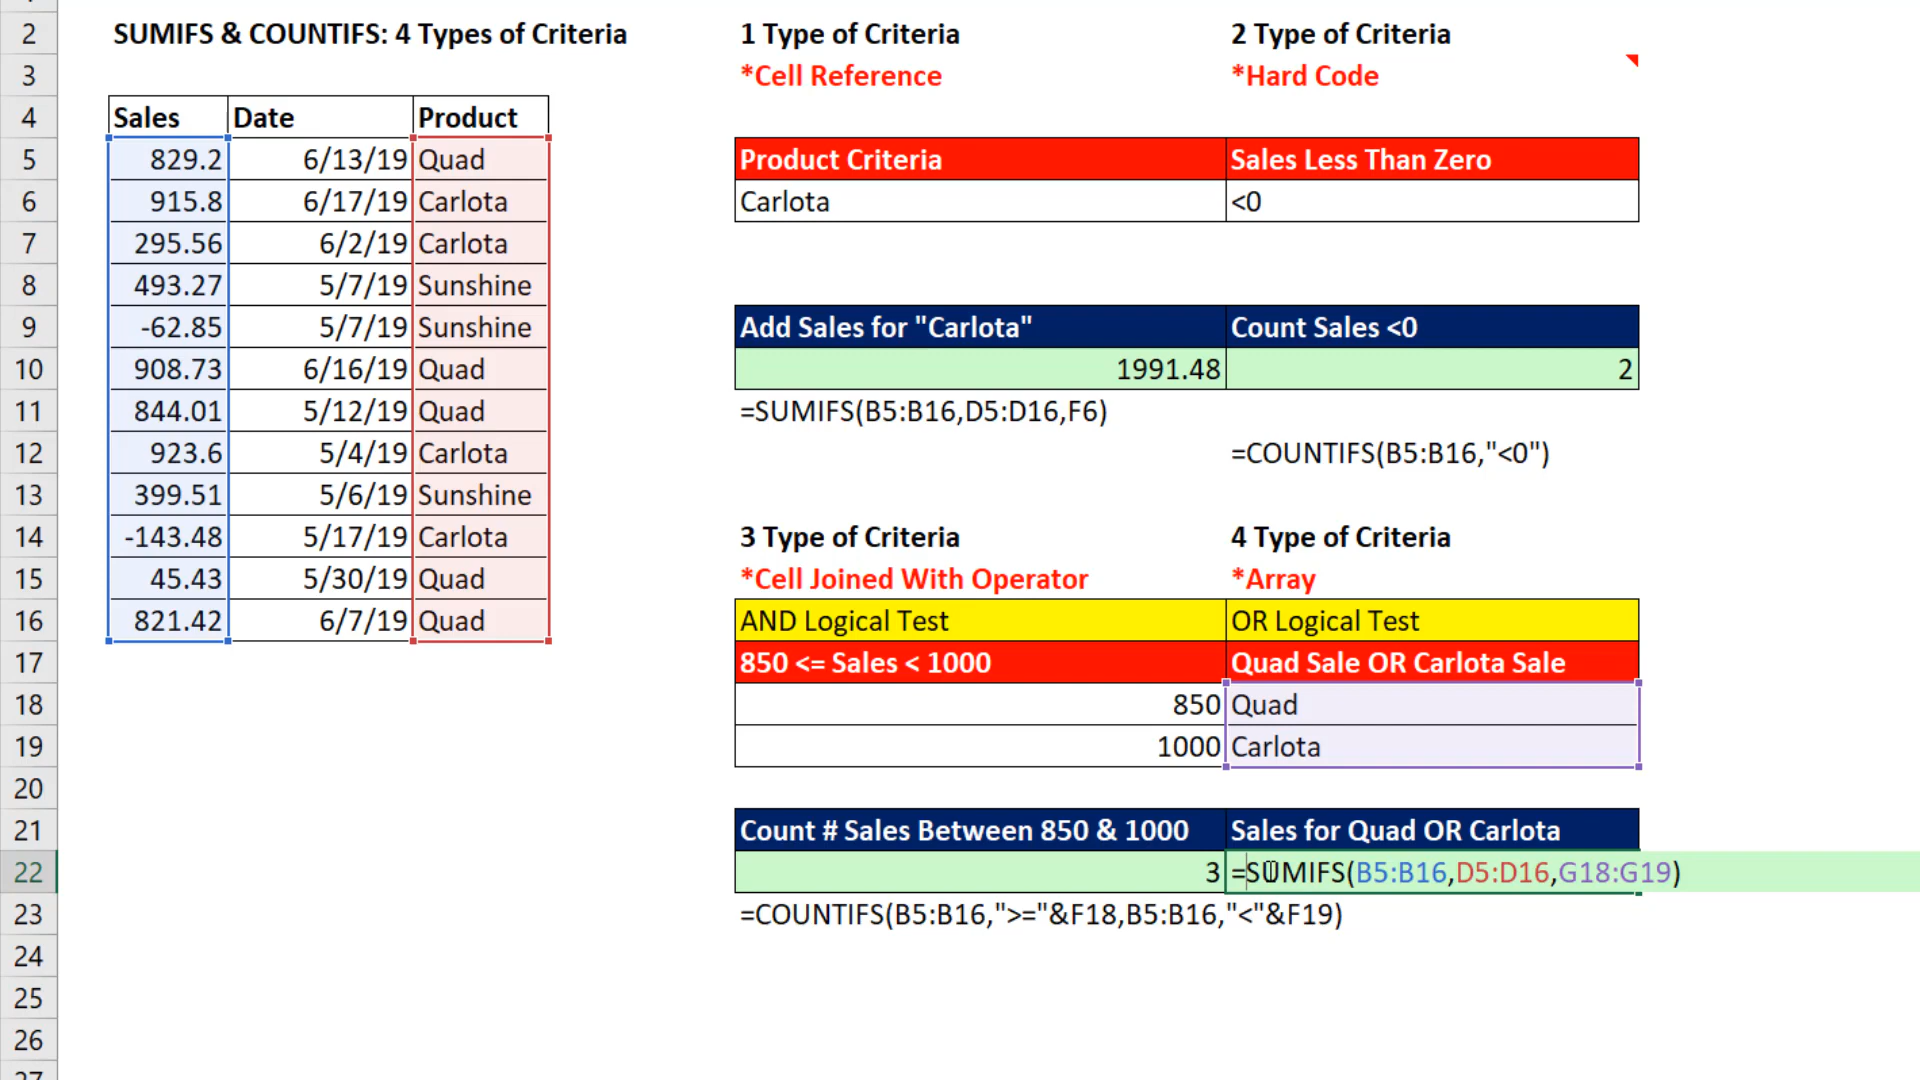 2 SUMIFS & COUNTIFS: 4 Types of Criteria 1 Type of Criteria 2 Type of Criteria
3 *Cell Reference *Hard Code
4 Sales Date Product
5 829.2 6/13/19 Quad Product Criteria Sales Less Than Zero
6 915.8 6/17/19 Carlota Carlota <0
7 295.56 6/2/19 Carlota
8 493.27 5/7/19 Sunshine
9 -62.85 5/7/19 Sunshine Add Sales for "Carlota" Count Sales <0
10 908.73 6/16/19 Quad 1991.48 2
11 844.01 5/12/19 Quad =SUMIFS(B5:B16,D5:D16,F6)
12 923.6 5/4/19 Carlota =COUNTIFS(B5:B16,"<0")
13 399.51 5/6/19 Sunshine
14 -143.48 5/17/19 Carlota 3 Type of Criteria 4 Type of Criteria
15 45.43 5/30/19 Quad *Cell Joined With Operator *Array
16 821.42 6/7/19 Quad AND Logical Test OR Logical Test
17 850 <= Sales < 1000 Quad Sale OR Carlota Sale
18 850 Quad
19 1000 Carlota
20
21 Count # Sales Between 850 & 1000 Sales for Quad OR Carlota
22 3 =SUMIFS(B5:B16,D5:D16,G18:G19)
23 =COUNTIFS(B5:B16,">="&F18,B5:B16,"<"&F19)
24
25
26
27